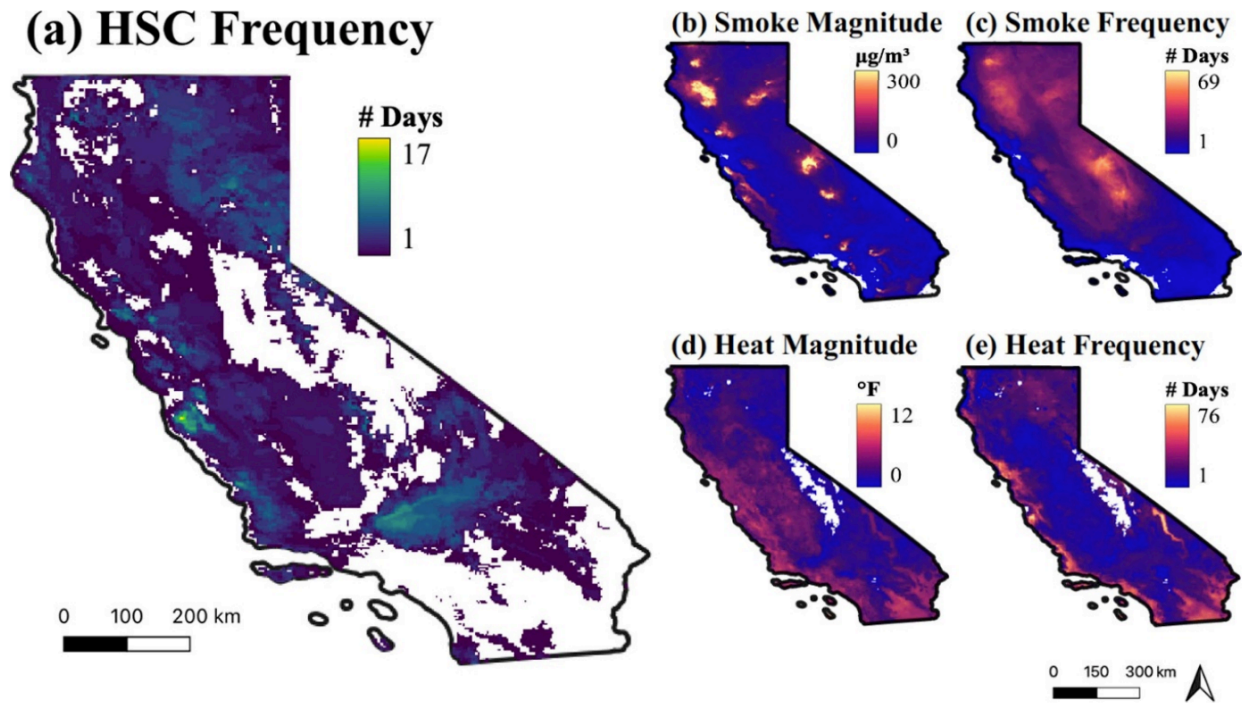 (a) HSC Frequency
# Days
17
1
0 100 200 km
(b) Smoke Magnitude
µg/m³
300
0
(c) Smoke Frequency
# Days
69
1
(d) Heat Magnitude
°F
12
0
(e) Heat Frequency
# Days
76
1
0 150 300 km